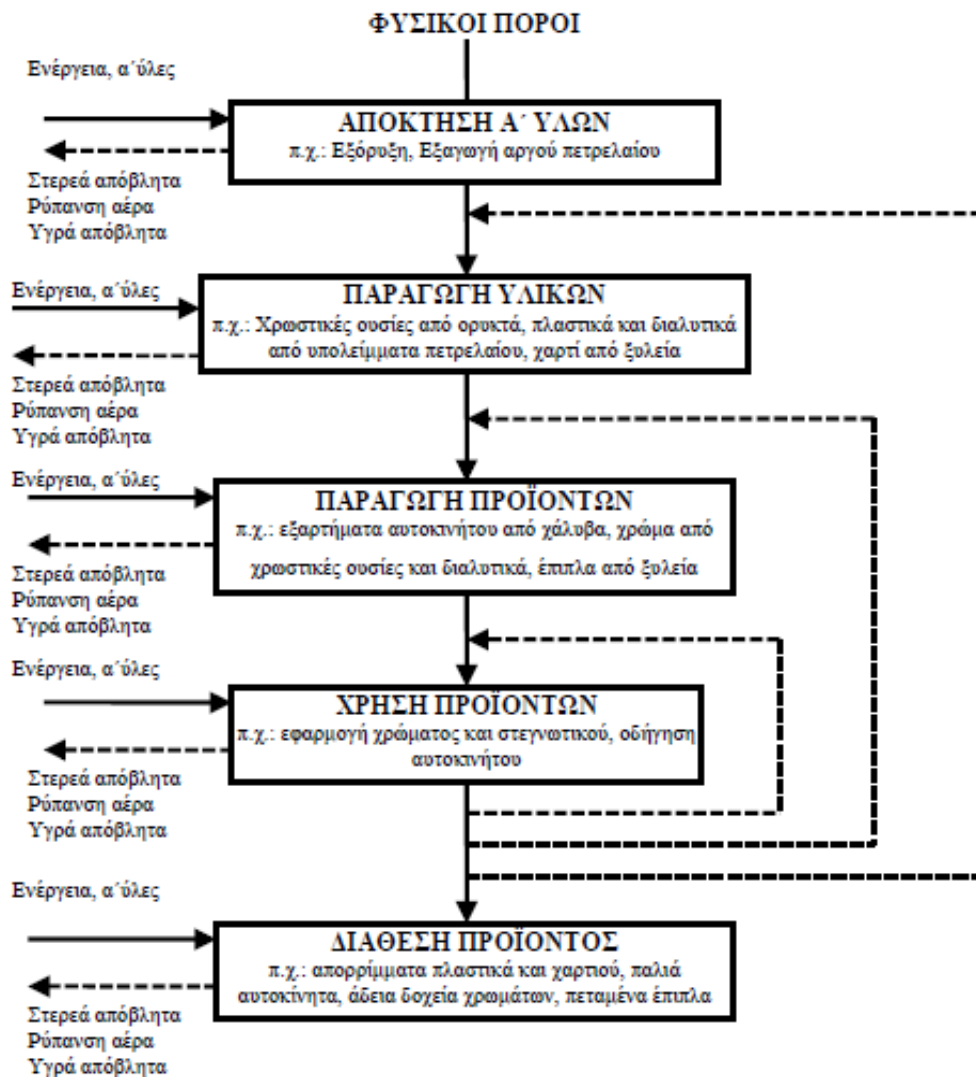 ΦΥΣΙΚΟΙ ΠΟΡΟΙ
Ενέργεια, α΄ύλες
ΑΠΟΚΤΗΣΗ Α΄ ΥΛΩΝ
π.χ.: Εξόρυξη, Εξαγωγή αργού πετρελαίου
Στερεά απόβλητα
Ρύπανση αέρα
Υγρά απόβλητα
Ενέργεια, α΄ύλες
ΠΑΡΑΓΩΓΗ ΥΛΙΚΩΝ
π.χ.: Χρωστικές ουσίες από ορυκτά, πλαστικά και διαλυτικά
από υπολείμματα πετρελαίου, χαρτί από ξυλεία
Στερεά απόβλητα
Ρύπανση αέρα
Υγρά απόβλητα
Ενέργεια, α΄ύλες
ΠΑΡΑΓΩΓΗ ΠΡΟΪΟΝΤΩΝ
π.χ.: εξαρτήματα αυτοκινήτου από χάλυβα, χρώμα από
χρωστικές ουσίες και διαλυτικά, έπιπλα από ξυλεία
Στερεά απόβλητα
Ρύπανση αέρα
Υγρά απόβλητα
Ενέργεια, α΄ύλες
ΧΡΗΣΗ ΠΡΟΪΟΝΤΩΝ
π.χ.: εφαρμογή χρώματος και στεγνωτικού, οδήγηση
αυτοκινήτου
Στερεά απόβλητα
Ρύπανση αέρα
Υγρά απόβλητα
Ενέργεια, α΄ύλες
ΔΙΑΘΕΣΗ ΠΡΟΪΟΝΤΟΣ
π.χ.: απορρίμματα πλαστικά και χαρτιού, παλιά
αυτοκίνητα, άδεια δοχεία χρωμάτων, πεταμένα έπιπλα
Στερεά απόβλητα
Ρύπανση αέρα
Υγρά απόβλητα